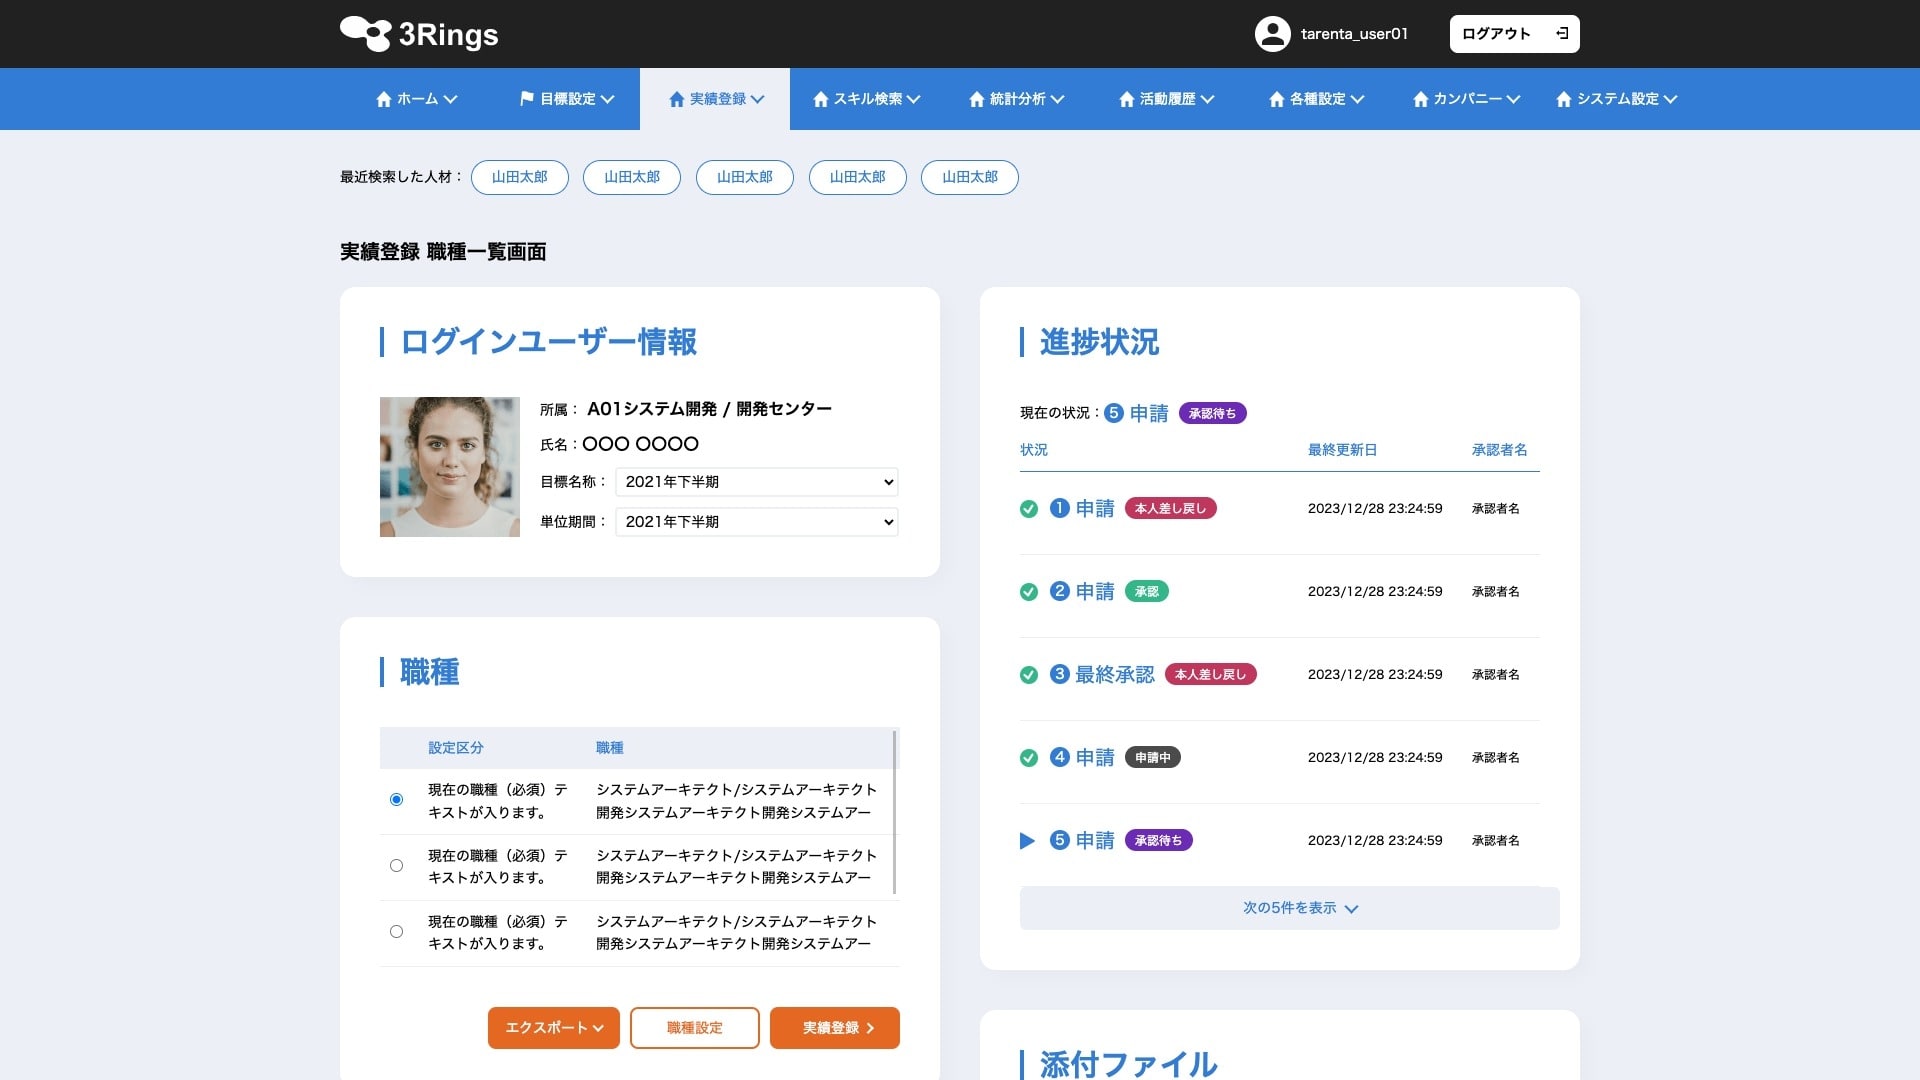 3Rings
tarenta_user01
ログアウト
ホーム
目標設定
実績登録
スキル検索
統計分析
活動履歴
各種設定
カンパニー
システム設定
最近検索した人材：
山田太郎
山田太郎
山田太郎
山田太郎
山田太郎
実績登録 職種一覧画面
ログインユーザー情報
所属： A01システム開発 / 開発センター
氏名：〇〇〇 〇〇〇〇
目標名称： 2021年下半期
単位期間： 2021年下半期
職種
設定区分 職種
現在の職種（必須）テ
キストが入ります。
システムアーキテクト/システムアーキテクト
開発システムアーキテクト開発システムアー
現在の職種（必須）テ
キストが入ります。
システムアーキテクト/システムアーキテクト
開発システムアーキテクト開発システムアー
現在の職種（必須）テ
キストが入ります。
システムアーキテクト/システムアーキテクト
開発システムアーキテクト開発システムアー
エクスポート
職種設定
実績登録
進捗状況
現在の状況：5 申請 承認待ち
状況 最終更新日 承認者名
1 申請 本人差し戻し 2023/12/28 23:24:59 承認者名
2 申請 承認 2023/12/28 23:24:59 承認者名
3 最終承認 本人差し戻し 2023/12/28 23:24:59 承認者名
4 申請 申請中 2023/12/28 23:24:59 承認者名
5 申請 承認待ち 2023/12/28 23:24:59 承認者名
次の5件を表示
添付ファイル